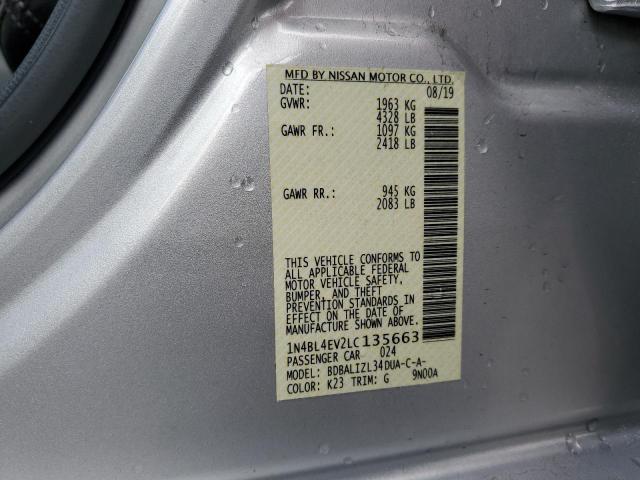 MFD BY NISSAN MOTOR CO., LTD.
DATE: 08/19
GVWR: 1963 KG
4328 LB
GAWR FR.: 1097 KG
2418 LB
GAWR RR.: 945 KG
2083 LB
THIS VEHICLE CONFORMS TO
ALL APPLICABLE FEDERAL
MOTOR VEHICLE SAFETY,
BUMPER, AND THEFT
PREVENTION STANDARDS IN
EFFECT ON THE DATE OF
MANUFACTURE SHOWN ABOVE.
1N4BL4EV2LC135663
PASSENGER CAR 024
MODEL: BDBALIZL34DUA-C-A-
COLOR: K23 TRIM: G 9N00A